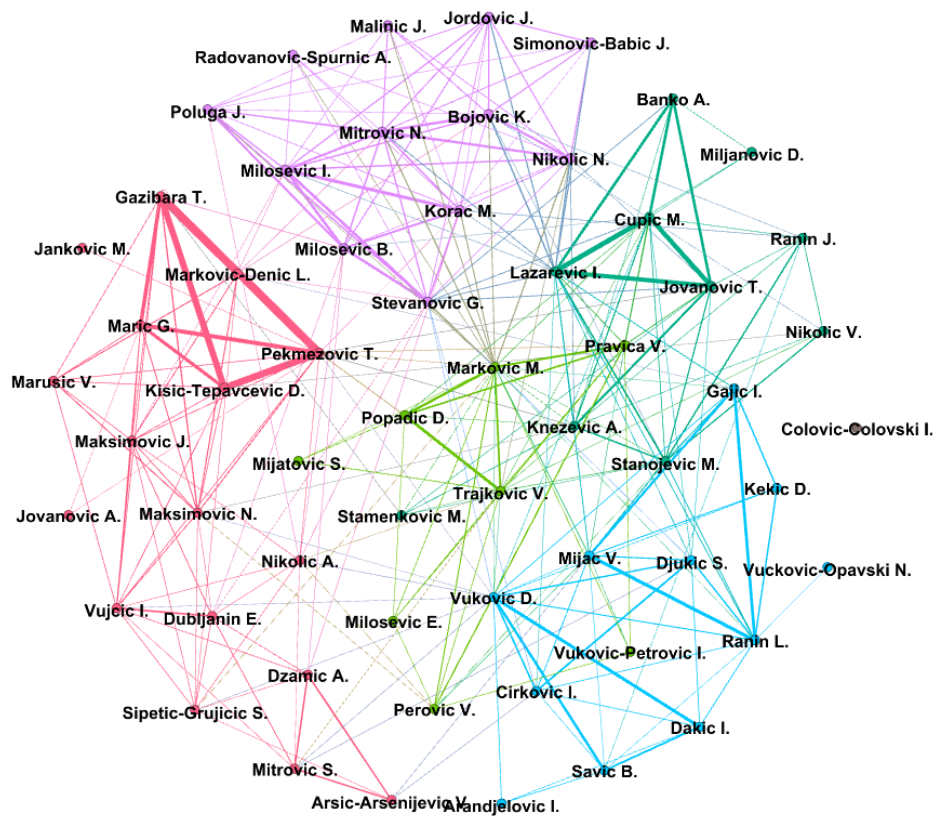 Jordovic J.
Malinic J.
Simonovic-Babic J.
Radovanovic-Spurnic A.
Banko A.
Poluga J.
Bojovic K.
Mitrovic N.
Miljanovic D.
Nikolic N.
Milosevic I.
Gazibara T.
Korac M.
Cupic M.
Ranin J.
Jankovic M.
Milosevic B.
Markovic-Denic L.
Lazarevic I.
Jovanovic T.
Stevanovic G.
Maric G.
Nikolic V.
Pravica V.
Pekmezovic T.
Markovic M.
Marusic V.
Kisic-Tepavcevic D.
Gajic I.
Popadic D.
Knezevic A.
Colovic-Colovski I.
Maksimovic J.
Mijatovic S.
Stanojevic M.
Kekic D.
Trajkovic V.
Jovanovic A.
Maksimovic N.
Stamenkovic M.
Nikolic A.
Mijac V.
Djukic S.
Vuckovic-Opavski N.
Vukovic D.
Vujcic I.
Dubljanin E.
Milosevic E.
Ranin L.
Vukovic-Petrovic I.
Dzamic A.
Cirkovic I.
Sipetic-Grujicic S.
Perovic V.
Dakic I.
Mitrovic S.
Savic B.
Arsic-Arsenijevic V.
Arandjelovic I.